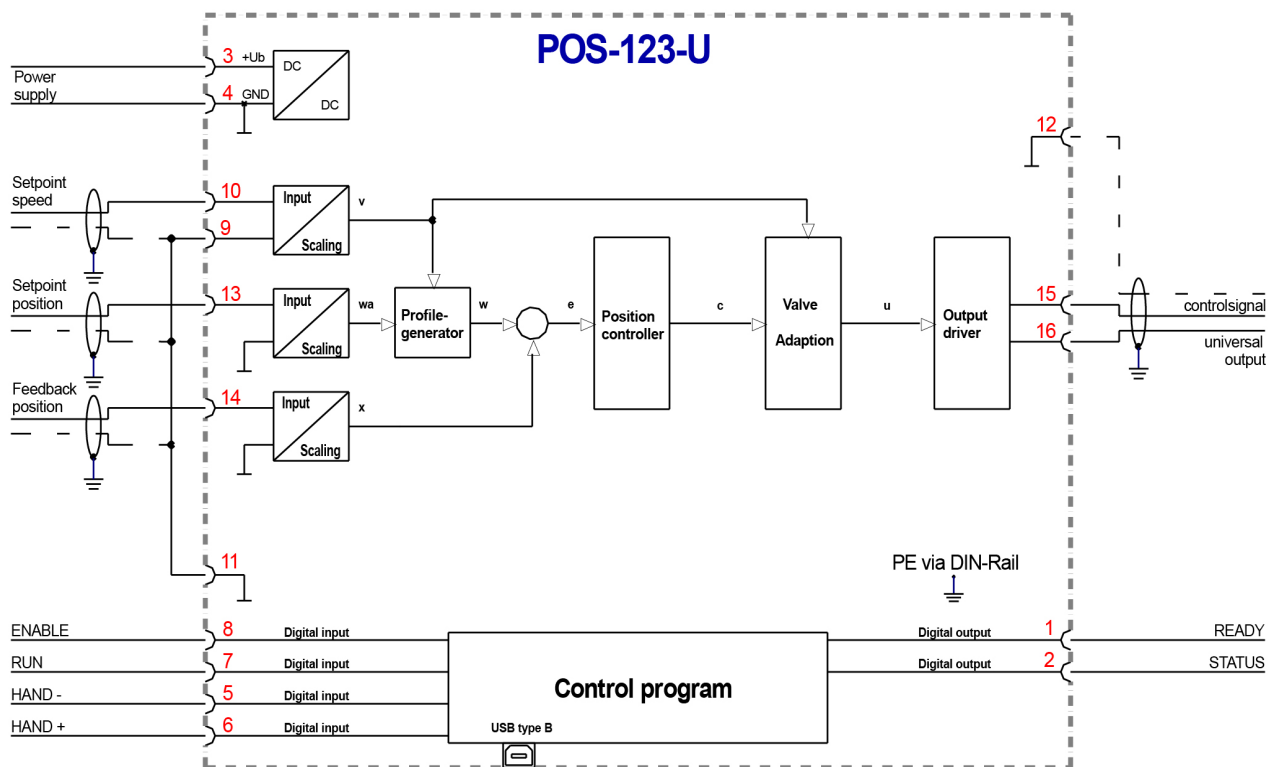 POS-123-U
3 +Ub
DC
DC
Power
supply
4 GND
12
Setpoint
speed
10
Input
Scaling
v
9
Setpoint
position
13
Input
Scaling
wa
Profile-
generator
w
e
Position
controller
c
Valve
Adaption
u
Output
driver
15
controlsignal
16
universal
output
Feedback
position
14
Input
Scaling
x
11
PE via DIN-Rail
ENABLE
8
Digital input
RUN
7
Digital input
HAND -
5
Digital input
HAND +
6
Digital input
Control program
USB type B
Digital output
1
READY
Digital output
2
STATUS